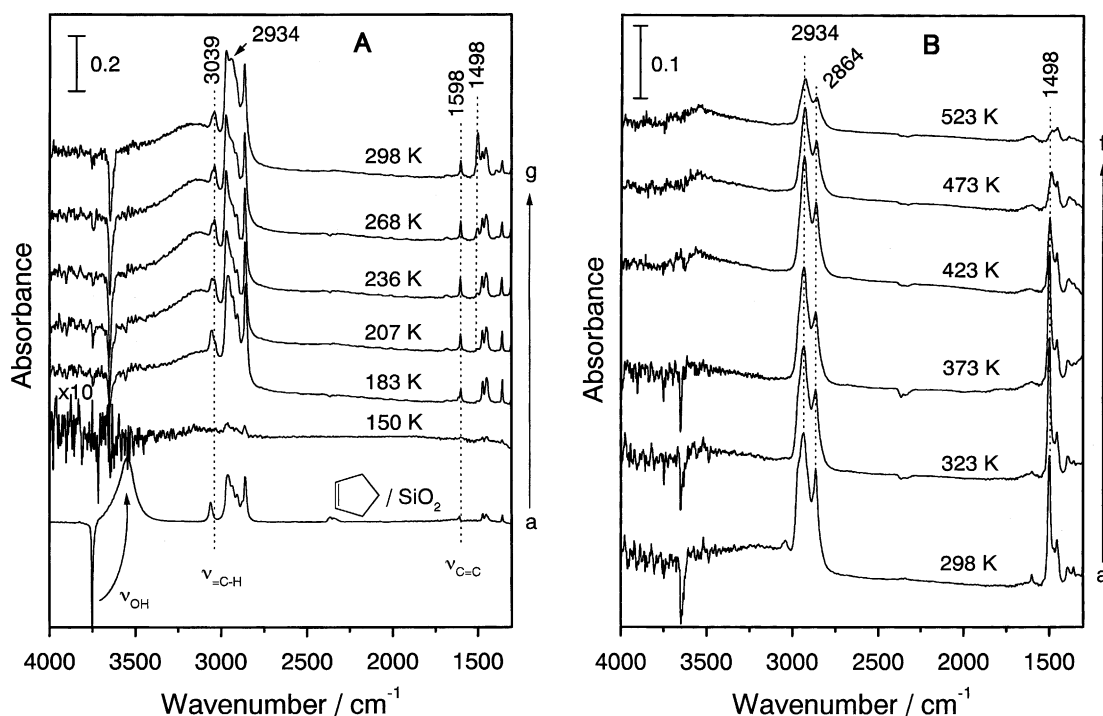 A
0.2
3039
2934
1598
1498
298 K
268 K
236 K
207 K
183 K
x10
150 K
/ SiO2
g
a
ν=C-H
νC=C
νOH
Absorbance
4000 3500 3000 2500 2000 1500
Wavenumber / cm-1
B
0.1
2934
2864
1498
523 K
473 K
423 K
373 K
323 K
298 K
f
a
Absorbance
4000 3500 3000 2500 2000 1500
Wavenumber / cm-1